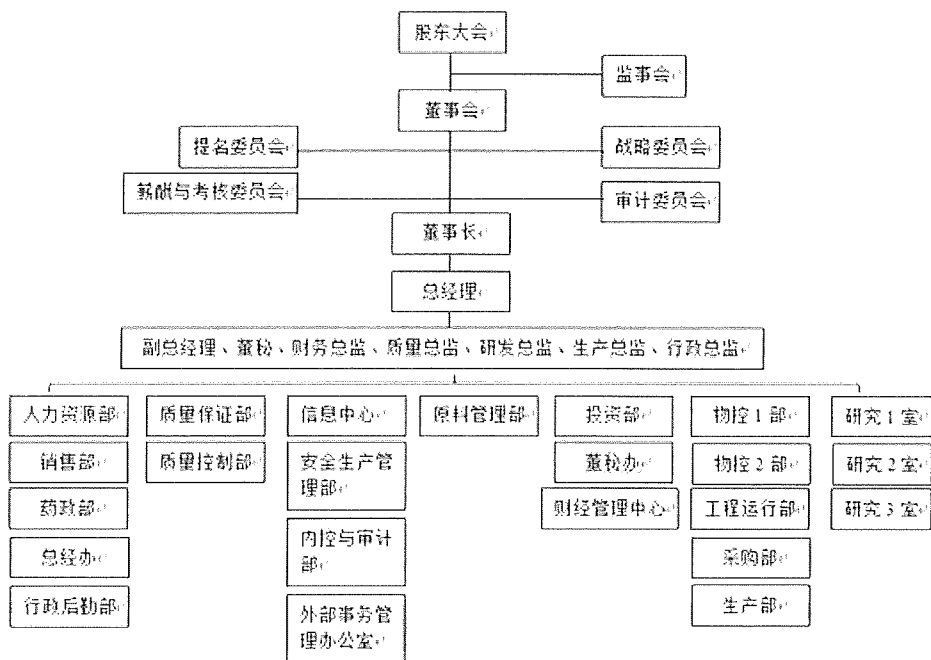 股东大会
监事会
董事会
提名委员会
战略委员会
薪酬与考核委员会
审计委员会
董事长
总经理
副总经理、董秘、财务总监、质量总监、研发总监、生产总监、行政总监
人力资源部
质量保证部
信息中心
原料管理部
投资部
物控1部
研究1室
销售部
质量控制部
安全生产管
理部
董秘办
物控2部
研究2室
药政部
财经管理中心
工程运行部
研究3室
总经办
内控与审计
部
采购部
行政后勤部
外部事务管
理办公室
生产部